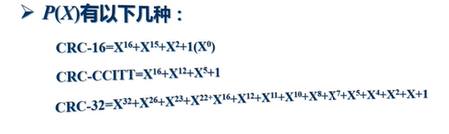 ➢ P(X)有以下几种：
CRC-16=X¹⁶+X¹⁵+X²+1(X⁰)
CRC-CCITT=X¹⁶+X¹²+X⁵+1
CRC-32=X³²+X²⁶+X²³+X²²⁺X¹⁶+X¹²+X¹¹+X¹⁰+X⁸+X⁷+X⁵+X⁴+X²+X+1